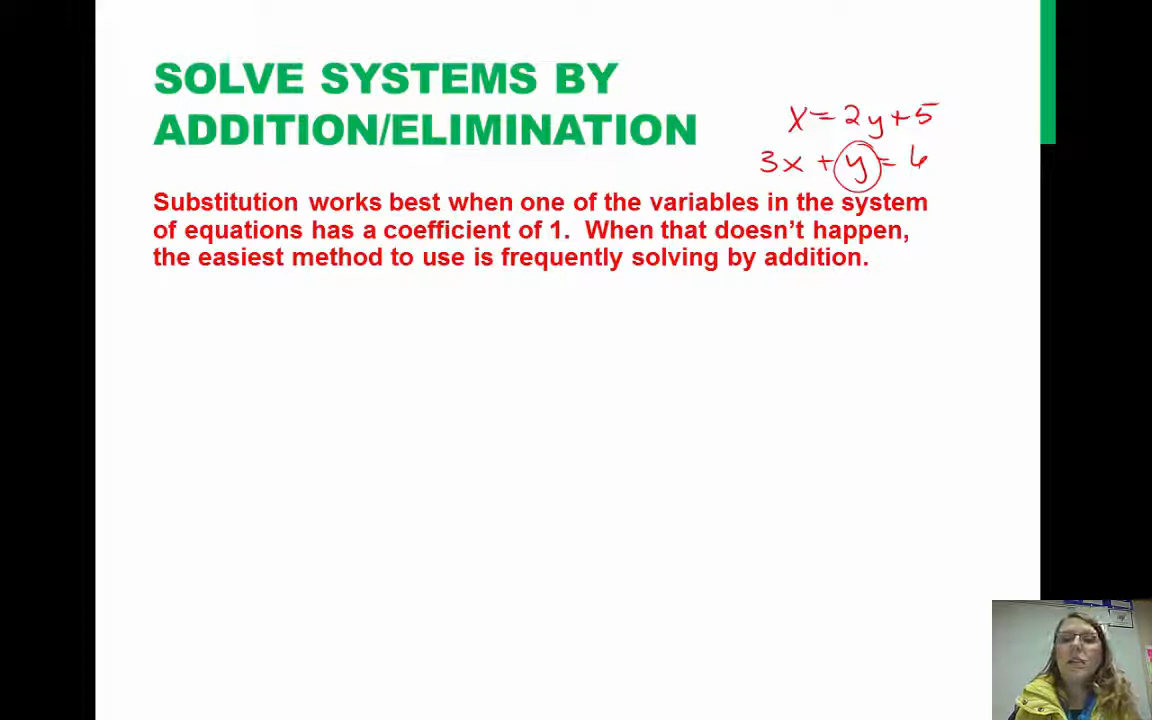 SOLVE SYSTEMS BY
ADDITION/ELIMINATION
x = 2y + 5
3x + y = 6
Substitution works best when one of the variables in the system
of equations has a coefficient of 1.  When that doesn’t happen,
the easiest method to use is frequently solving by addition.